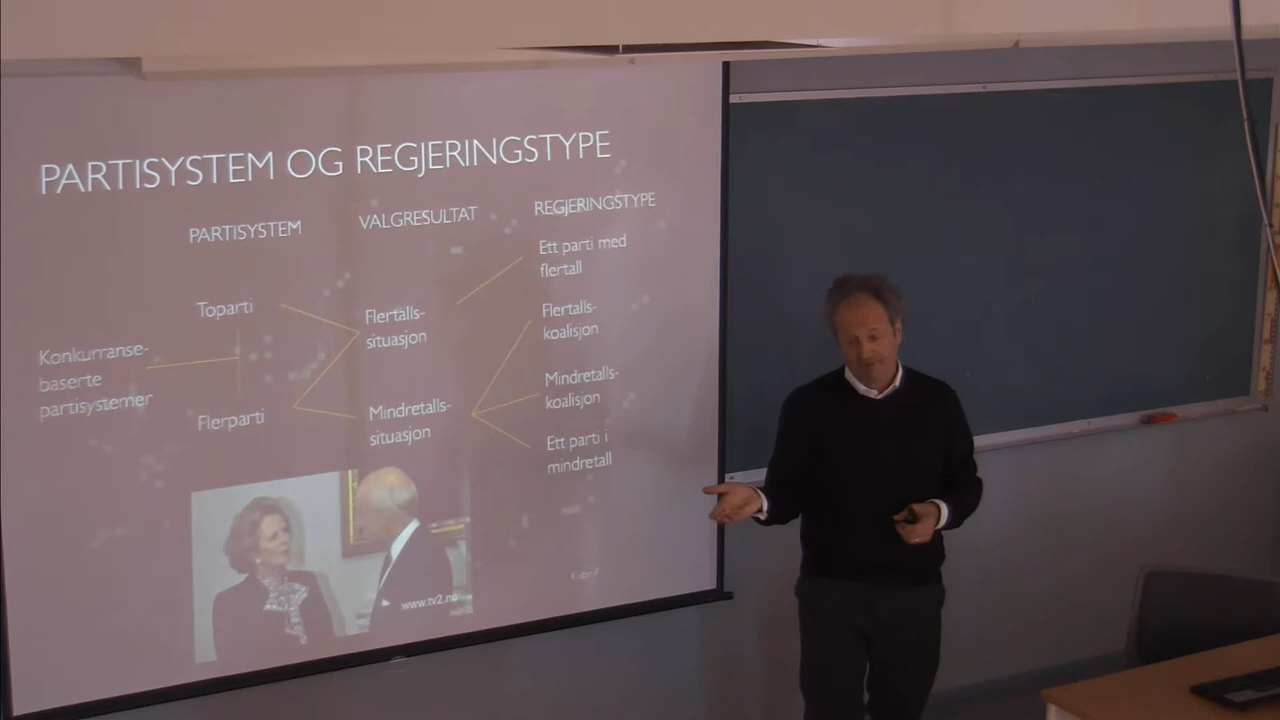 PARTISYSTEM OG REGJERINGSTYPE
PARTISYSTEM
VALGRESULTAT
REGJERINGSTYPE
Konkurranse-
baserte
partisystemer
Toparti
Flerparti
Flertalls-
situasjon
Mindretalls-
situasjon
Ett parti med
flertall
Flertalls-
koalisjon
Mindretalls-
koalisjon
Ett parti i
mindretall
www.tv2.no